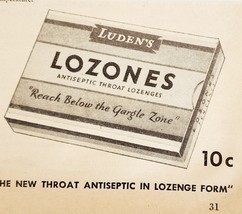 LUDEN'S
LOZONES
ANTISEPTIC THROAT LOZENGES
"Reach Below the Gargle Zone"
10c
HE NEW THROAT ANTISEPTIC IN LOZENGE FORM"
31